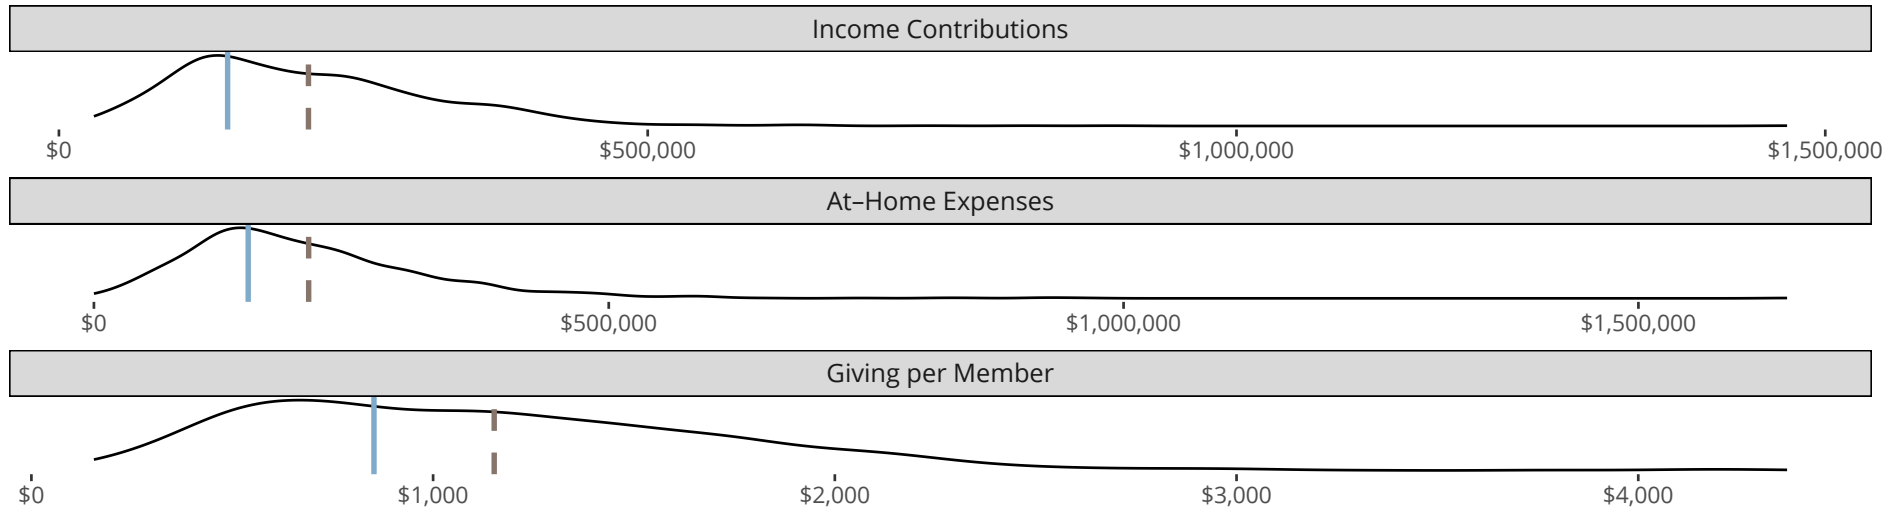 Income Contributions
$0 $500,000 $1,000,000 $1,500,000
At–Home Expenses
$0 $500,000 $1,000,000 $1,500,000
Giving per Member
$0 $1,000 $2,000 $3,000 $4,000